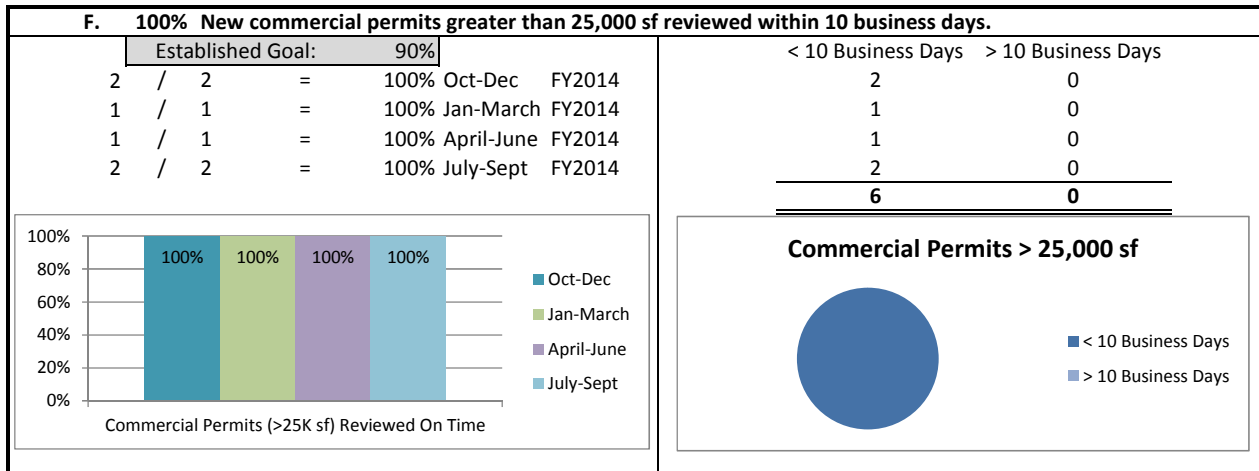 F. 100% New commercial permits greater than 25,000 sf reviewed within 10 business days.
Established Goal: 90%
2 / 2 = 100% Oct-Dec FY2014
1 / 1 = 100% Jan-March FY2014
1 / 1 = 100% April-June FY2014
2 / 2 = 100% July-Sept FY2014
< 10 Business Days > 10 Business Days
2 0
1 0
1 0
2 0
6 0
100%
80%
60%
40%
20%
0%
100% 100% 100% 100%
Commercial Permits (>25K sf) Reviewed On Time
Oct-Dec
Jan-March
April-June
July-Sept
Commercial Permits > 25,000 sf
< 10 Business Days
> 10 Business Days